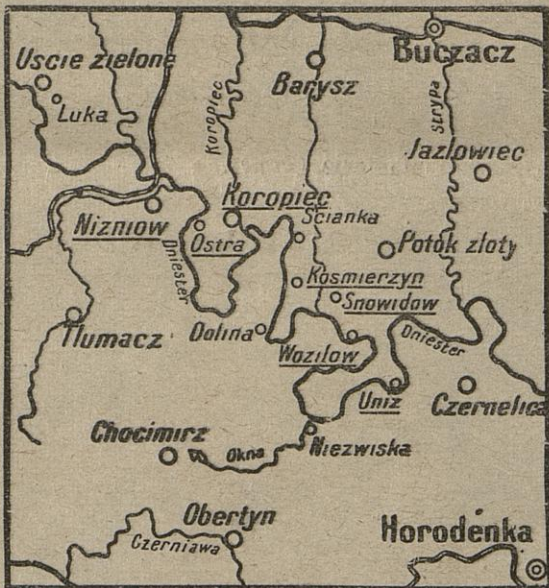 Uscie zielone
Buczacz
Barysz
Luka
Koropiec
Strypa
Jazlowiec
Koropiec
Nizniow
Ostra
Scianka
Potok zloty
Dniester
Kosmierzyn
Snowidow
Tlumacz
Dolina
Wozilow
Dniester
Uniz
Czernelica
Chocimirz
Okna
Niezwiska
Obertyn
Czerniawa
Horodénka